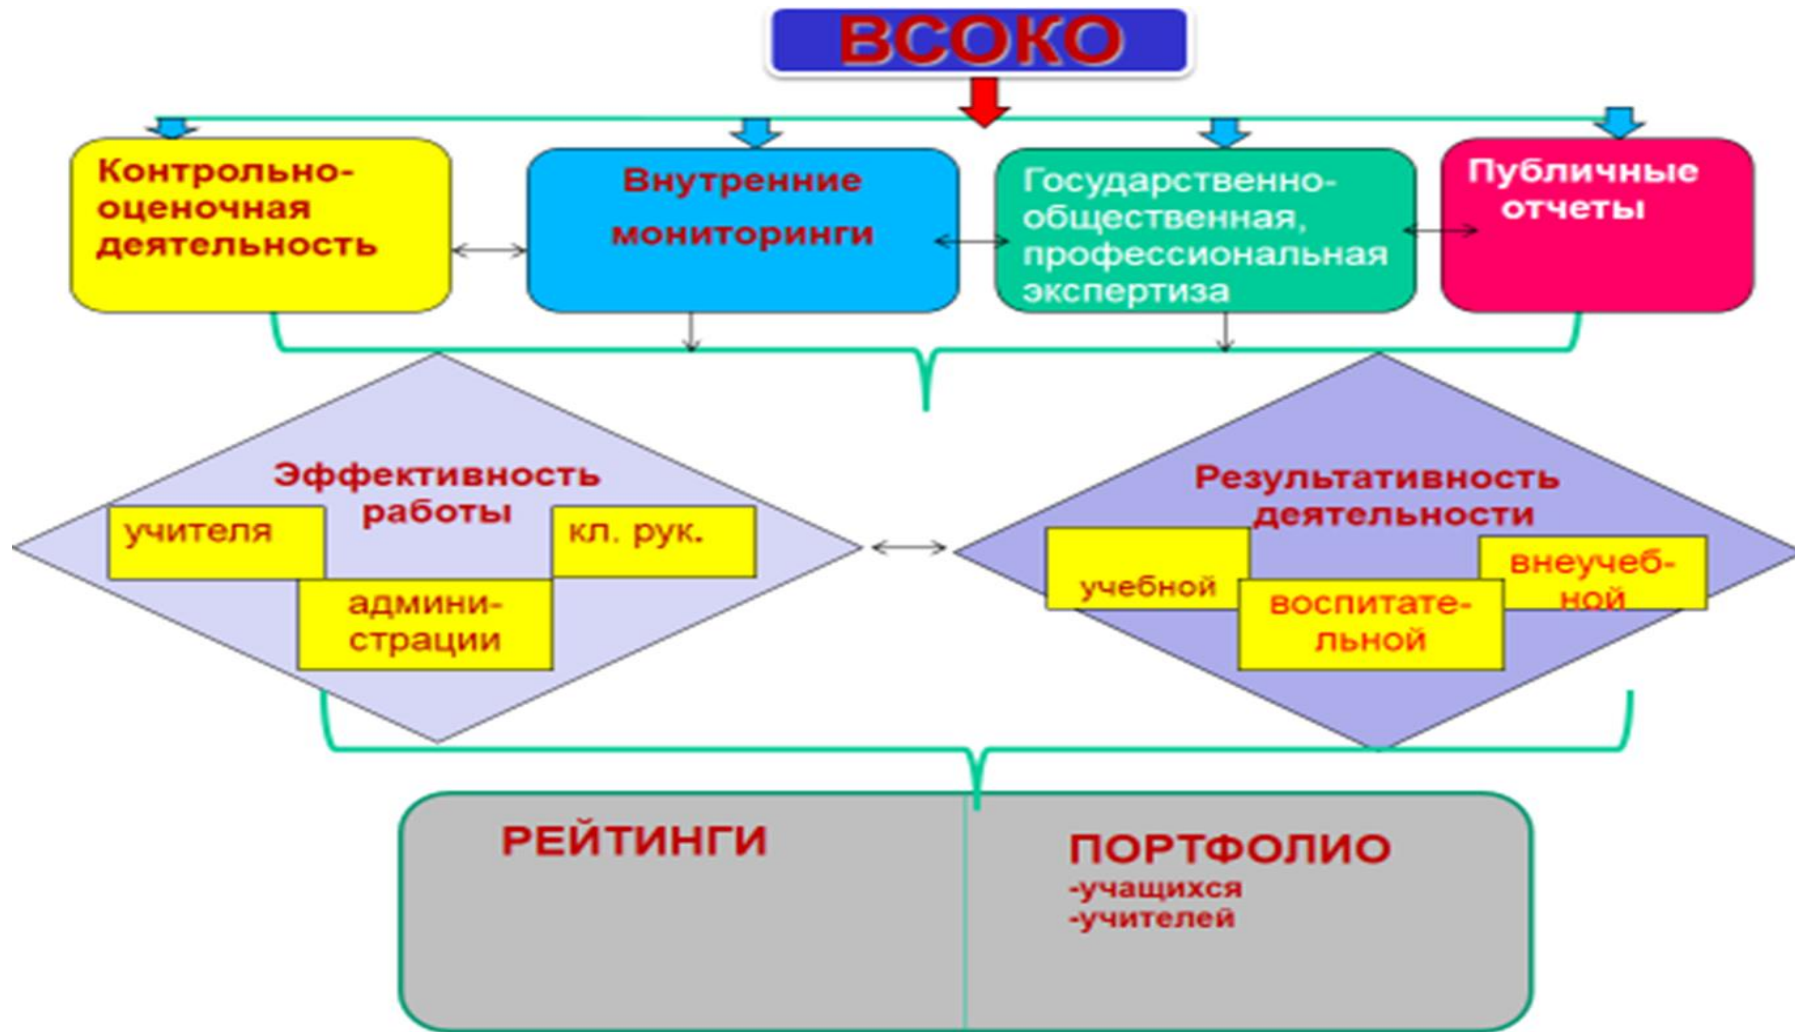 ВСОКО
Контрольно-
оценочная
деятельность
Внутренние
мониторинги
Государственно-
общественная,
профессиональная
экспертиза
Публичные
отчеты
Эффективность
работы
учителя
кл. рук.
админи-
страции
Результативность
деятельности
учебной
воспитате-
льной
внеучеб-
ной
РЕЙТИНГИ
ПОРТФОЛИО
-учащихся
-учителей